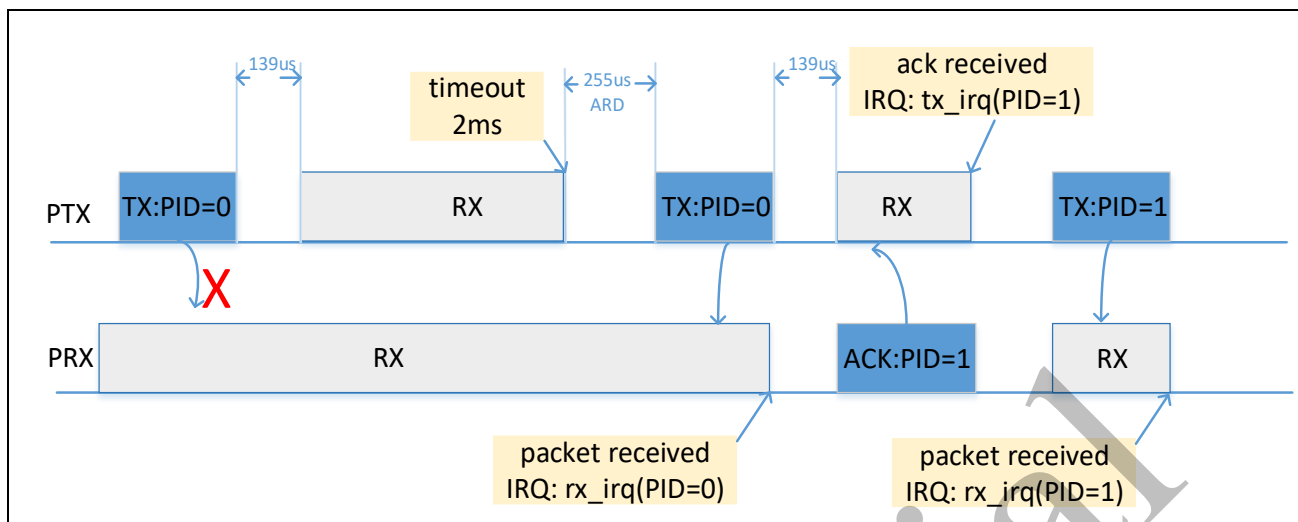 139us
timeout
2ms
255us
ARD
139us
ack received
IRQ: tx_irq(PID=1)
PTX
TX:PID=0
RX
TX:PID=0
RX
TX:PID=1
X
PRX
RX
ACK:PID=1
RX
packet received
IRQ: rx_irq(PID=0)
packet received
IRQ: rx_irq(PID=1)